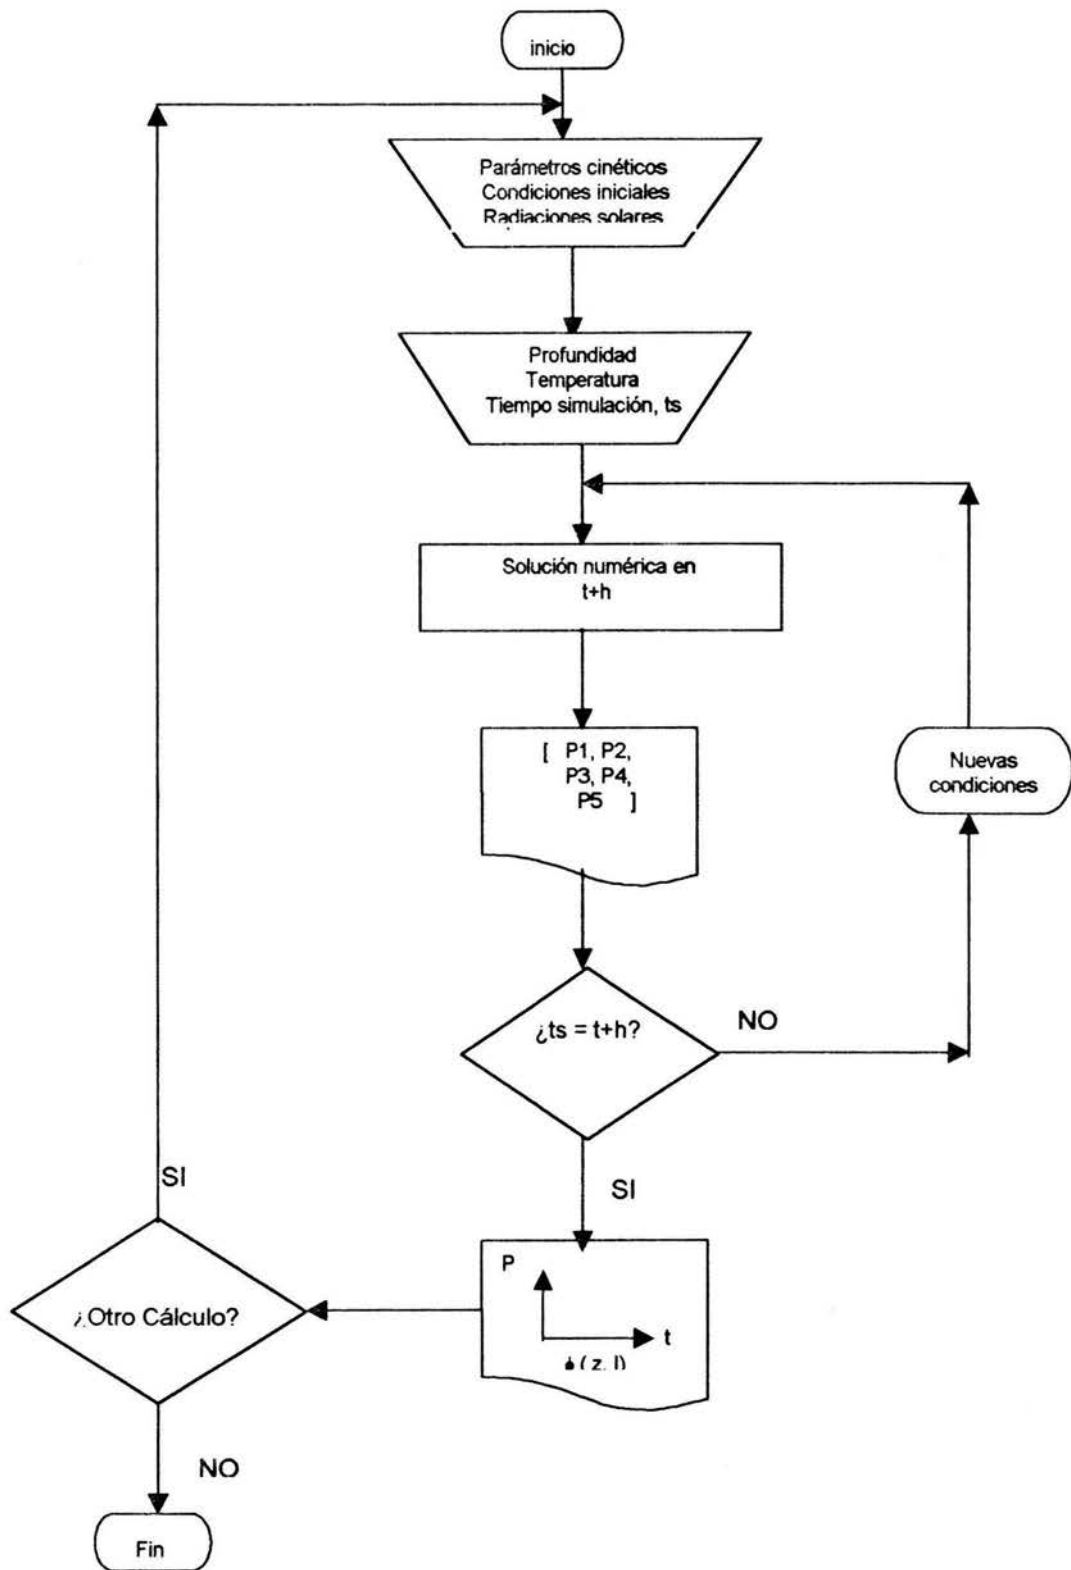 inicio
Parámetros cinéticos
Condiciones iniciales
Radiaciones solares
Profundidad
Temperatura
Tiempo simulación, ts
Solución numérica en
t+h
[ P1, P2,
P3, P4,
P5 ]
Nuevas
condiciones
¿ts = t+h?
NO
SI
SI
P
t
( z, I)
¿Otro Cálculo?
NO
Fin